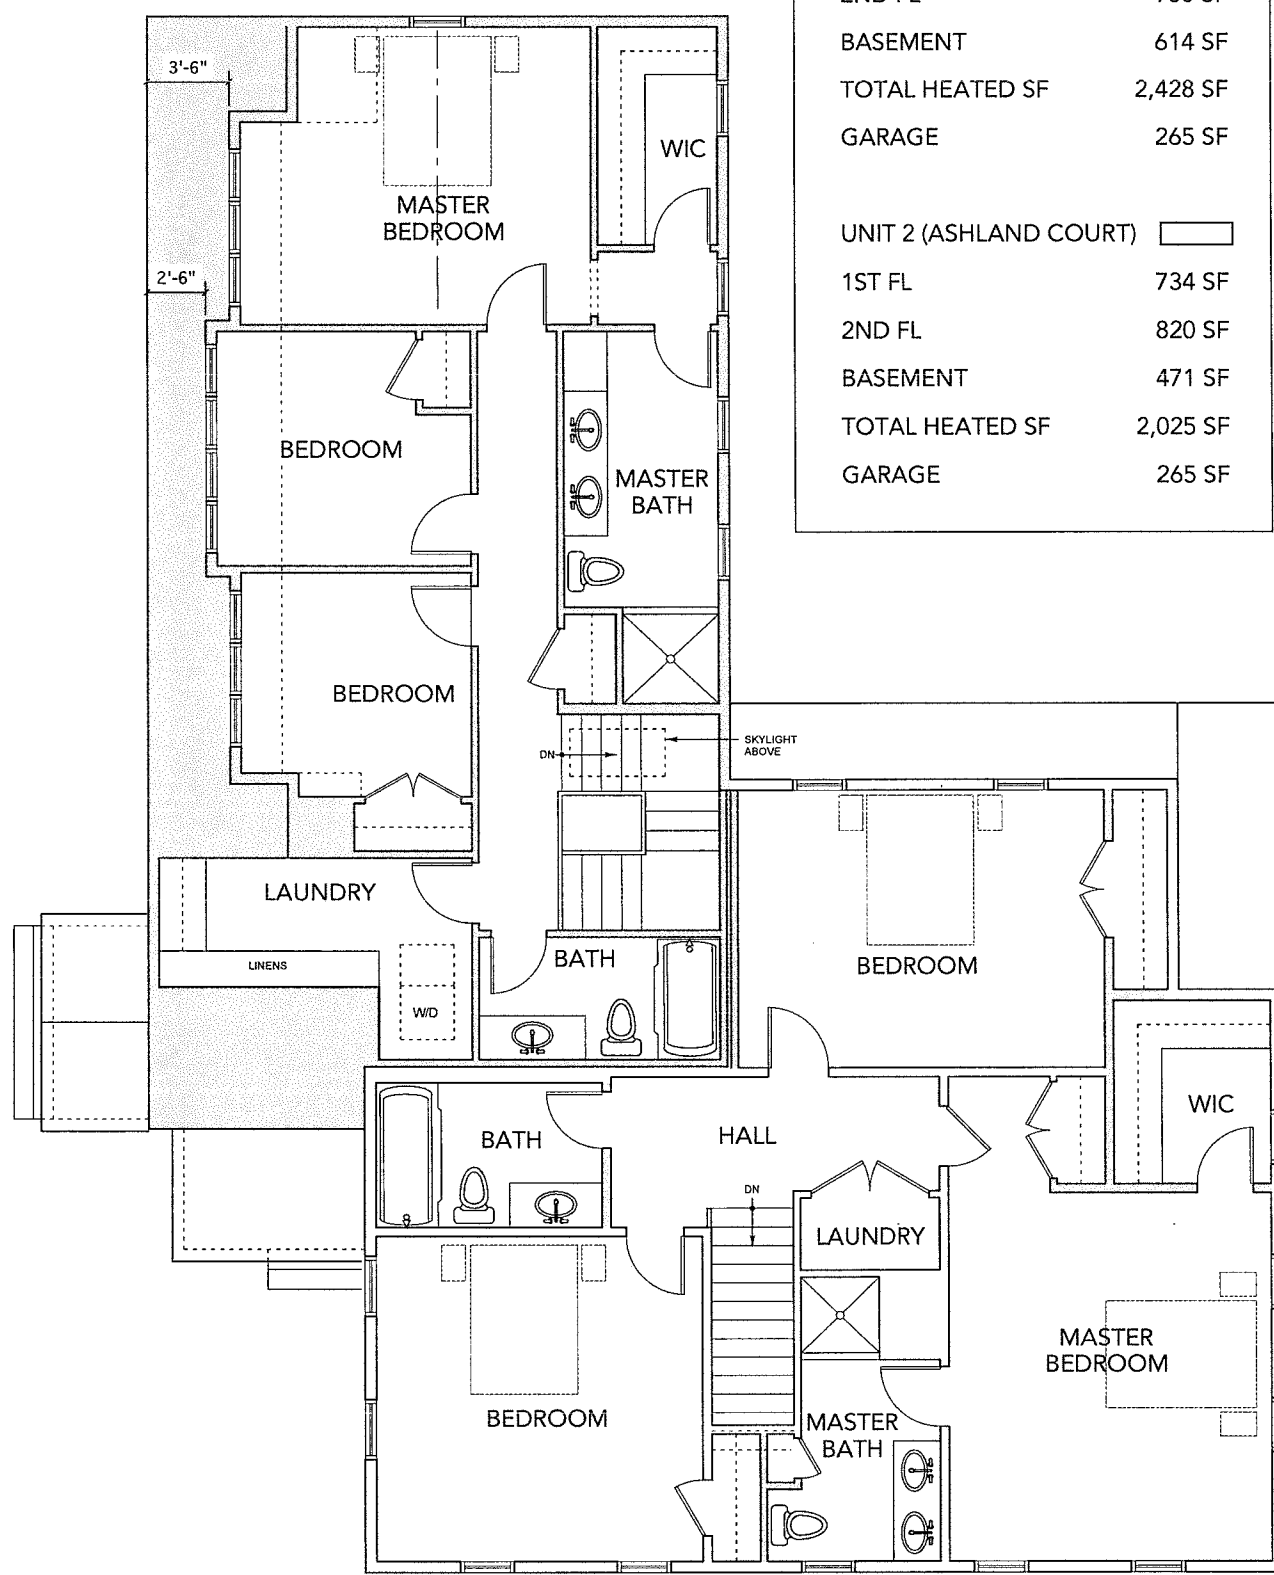 BASEMENT 614 SF
TOTAL HEATED SF 2,428 SF
GARAGE 265 SF
UNIT 2 (ASHLAND COURT)
1ST FL 734 SF
2ND FL 820 SF
BASEMENT 471 SF
TOTAL HEATED SF 2,025 SF
GARAGE 265 SF
3'-6"
WIC
MASTER
BEDROOM
2'-6"
BEDROOM
MASTER
BATH
BEDROOM
DN
SKYLIGHT
ABOVE
LAUNDRY
LINENS
W/D
BATH
BEDROOM
WIC
BATH
HALL
DN
LAUNDRY
MASTER
BEDROOM
BEDROOM
MASTER
BATH